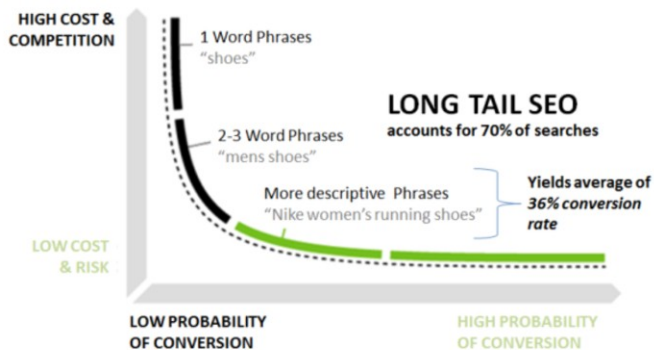 HIGH COST &
COMPETITION
1 Word Phrases
“shoes”
LONG TAIL SEO
accounts for 70% of searches
2-3 Word Phrases
“mens shoes”
More descriptive Phrases
“Nike women’s running shoes”
Yields average of
36% conversion
rate
LOW COST
& RISK
LOW PROBABILITY
OF CONVERSION
HIGH PROBABILITY
OF CONVERSION